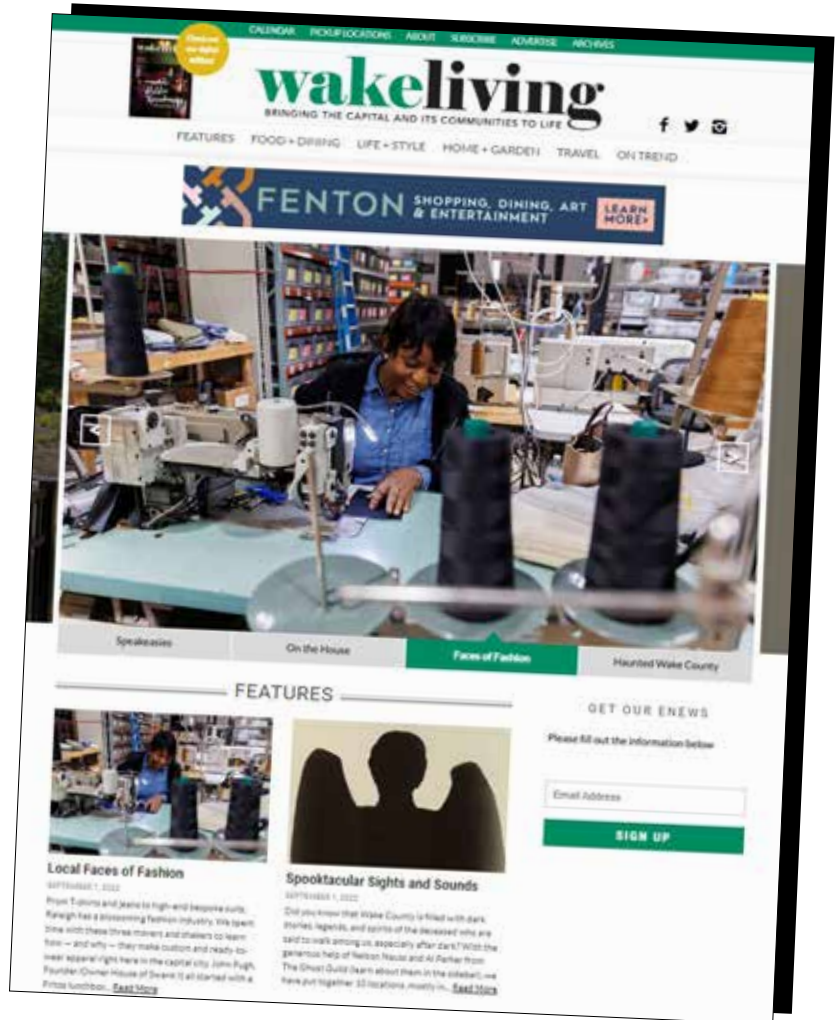 CALENDAR PICKUP LOCATIONS ABOUT SUBSCRIBE ADVERTISE ARCHIVES
Check out
our digital
edition!
wakeliving
BRINGING THE CAPITAL AND ITS COMMUNITIES TO LIFE
FEATURES FOOD + DINING LIFE + STYLE HOME + GARDEN TRAVEL ON TREND
FENTON SHOPPING, DINING, ART
& ENTERTAINMENT
LEARN
MORE>
< >
Speakeasies On the House Faces of Fashion Haunted Wake County
FEATURES
Local Faces of Fashion
SEPTEMBER 1, 2022
From T-shirts and jeans to high-end bespoke suits,
Raleigh has a blossoming fashion industry. We spent
time with these three movers and shakers to learn
how — and why — they make custom and ready-to-
wear apparel right here in the capital city. John Pugh,
Founder/Owner House of Swank It all started with a
lunchbox... Read More
Spooktacular Sights and Sounds
SEPTEMBER 1, 2022
Did you know that Wake County is filled with dark
stories, legends, and spirits of the deceased who are
said to walk among us, especially after dark? With the
generous help of Nelson Nauss and Al Parker from
The Ghost Guild (learn about them in the sidebar), we
have put together 10 locations, mostly in... Read More
GET OUR ENEWS
Please fill out the information below
Email Address
SIGN UP